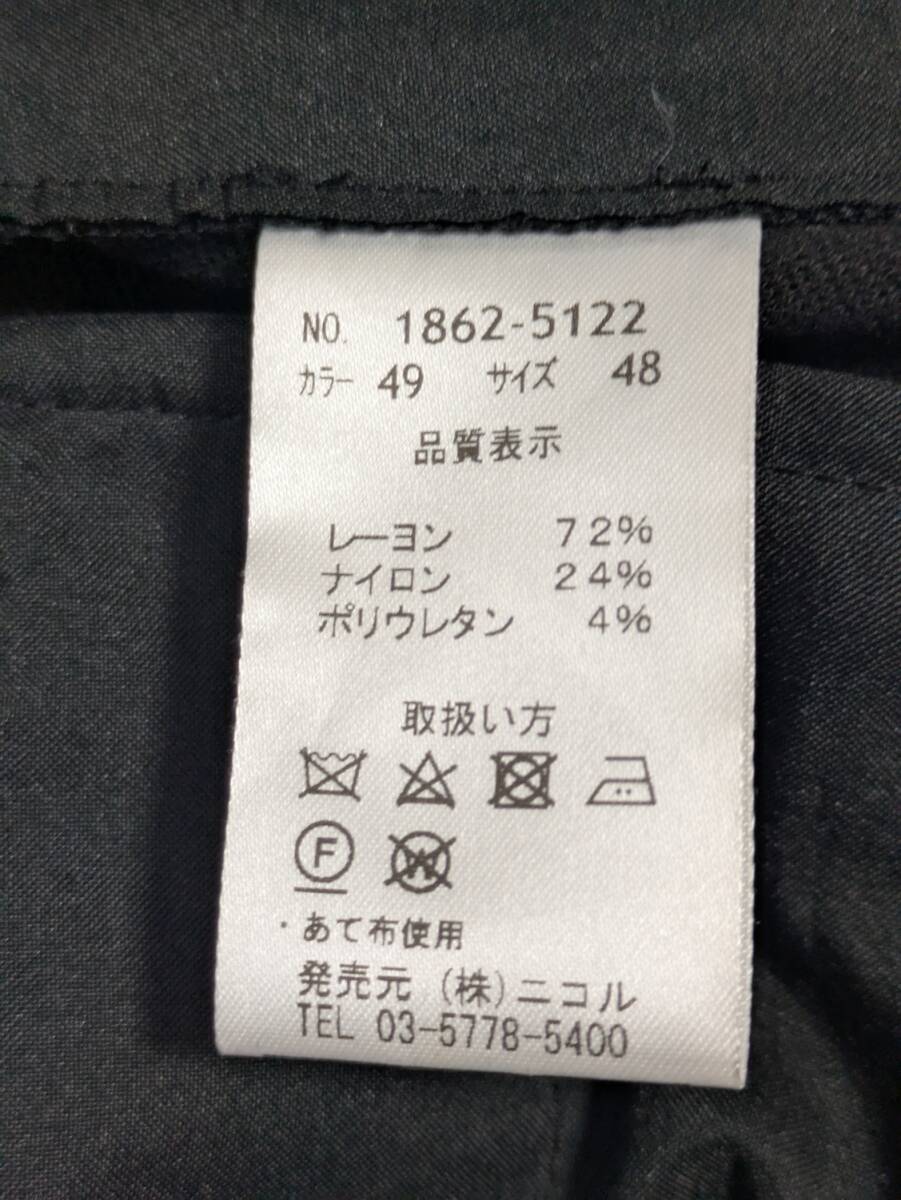 NO. 1862-5122
カラー 49 サイズ 48
品質表示
レーヨン 72%
ナイロン 24%
ポリウレタン 4%
取扱い方
F W
・あて布使用
発売元 (株)ニコル
TEL 03-5778-5400